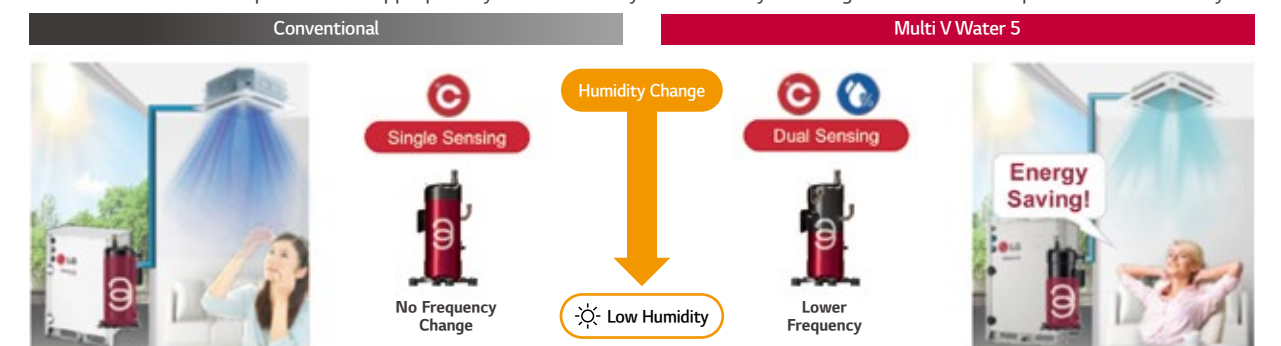 Conventional
Multi V Water 5
Humidity Change
Single Sensing
Dual Sensing
Energy
Saving!
LG
No Frequency
Change
Low Humidity
Lower
Frequency